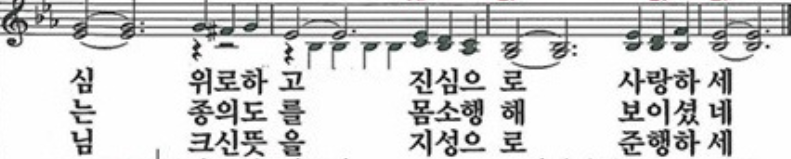 심 위로하 고 진심으 로 사랑하 세
는 종의도 를 몸소행 해 보이셨 네
님 크신뜻 을 지성으 로 준행하 세